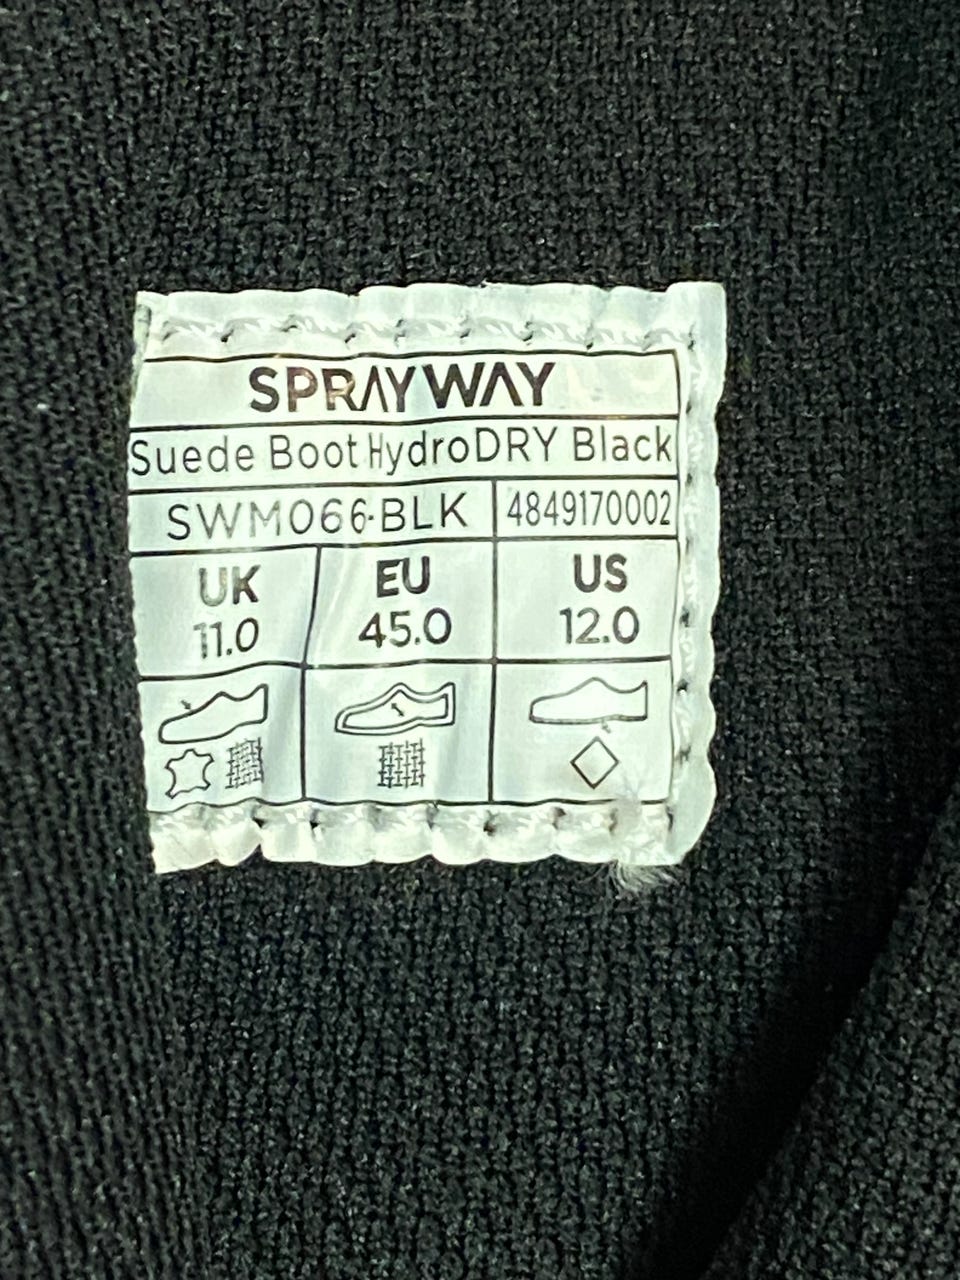 SPRAYWAY
Suede Boot HydroDRY Black
SWM066-BLK 4849170002
UK EU US
11.0 45.0 12.0